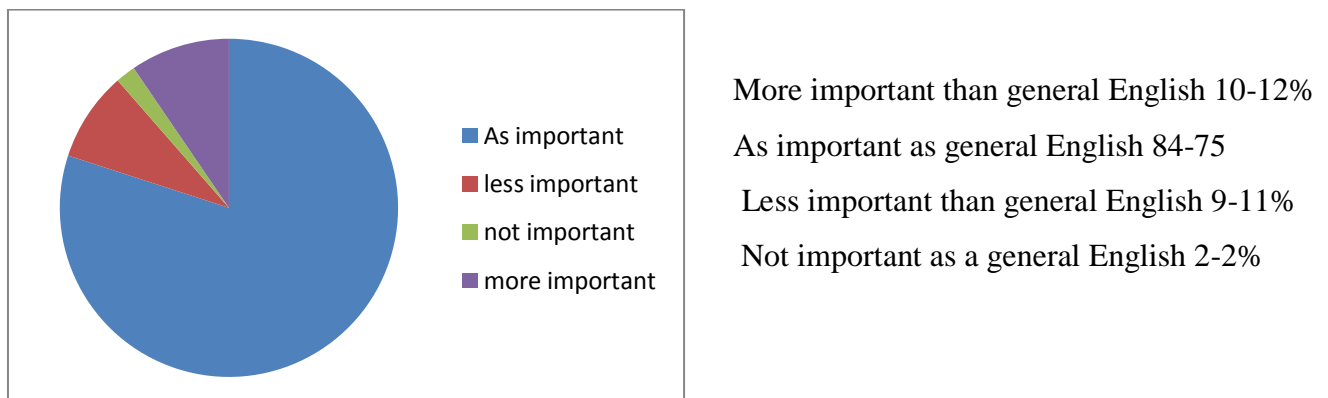 As important
less important
not important
more important
More important than general English 10-12%
As important as general English 84-75
Less important than general English 9-11%
Not important as a general English 2-2%